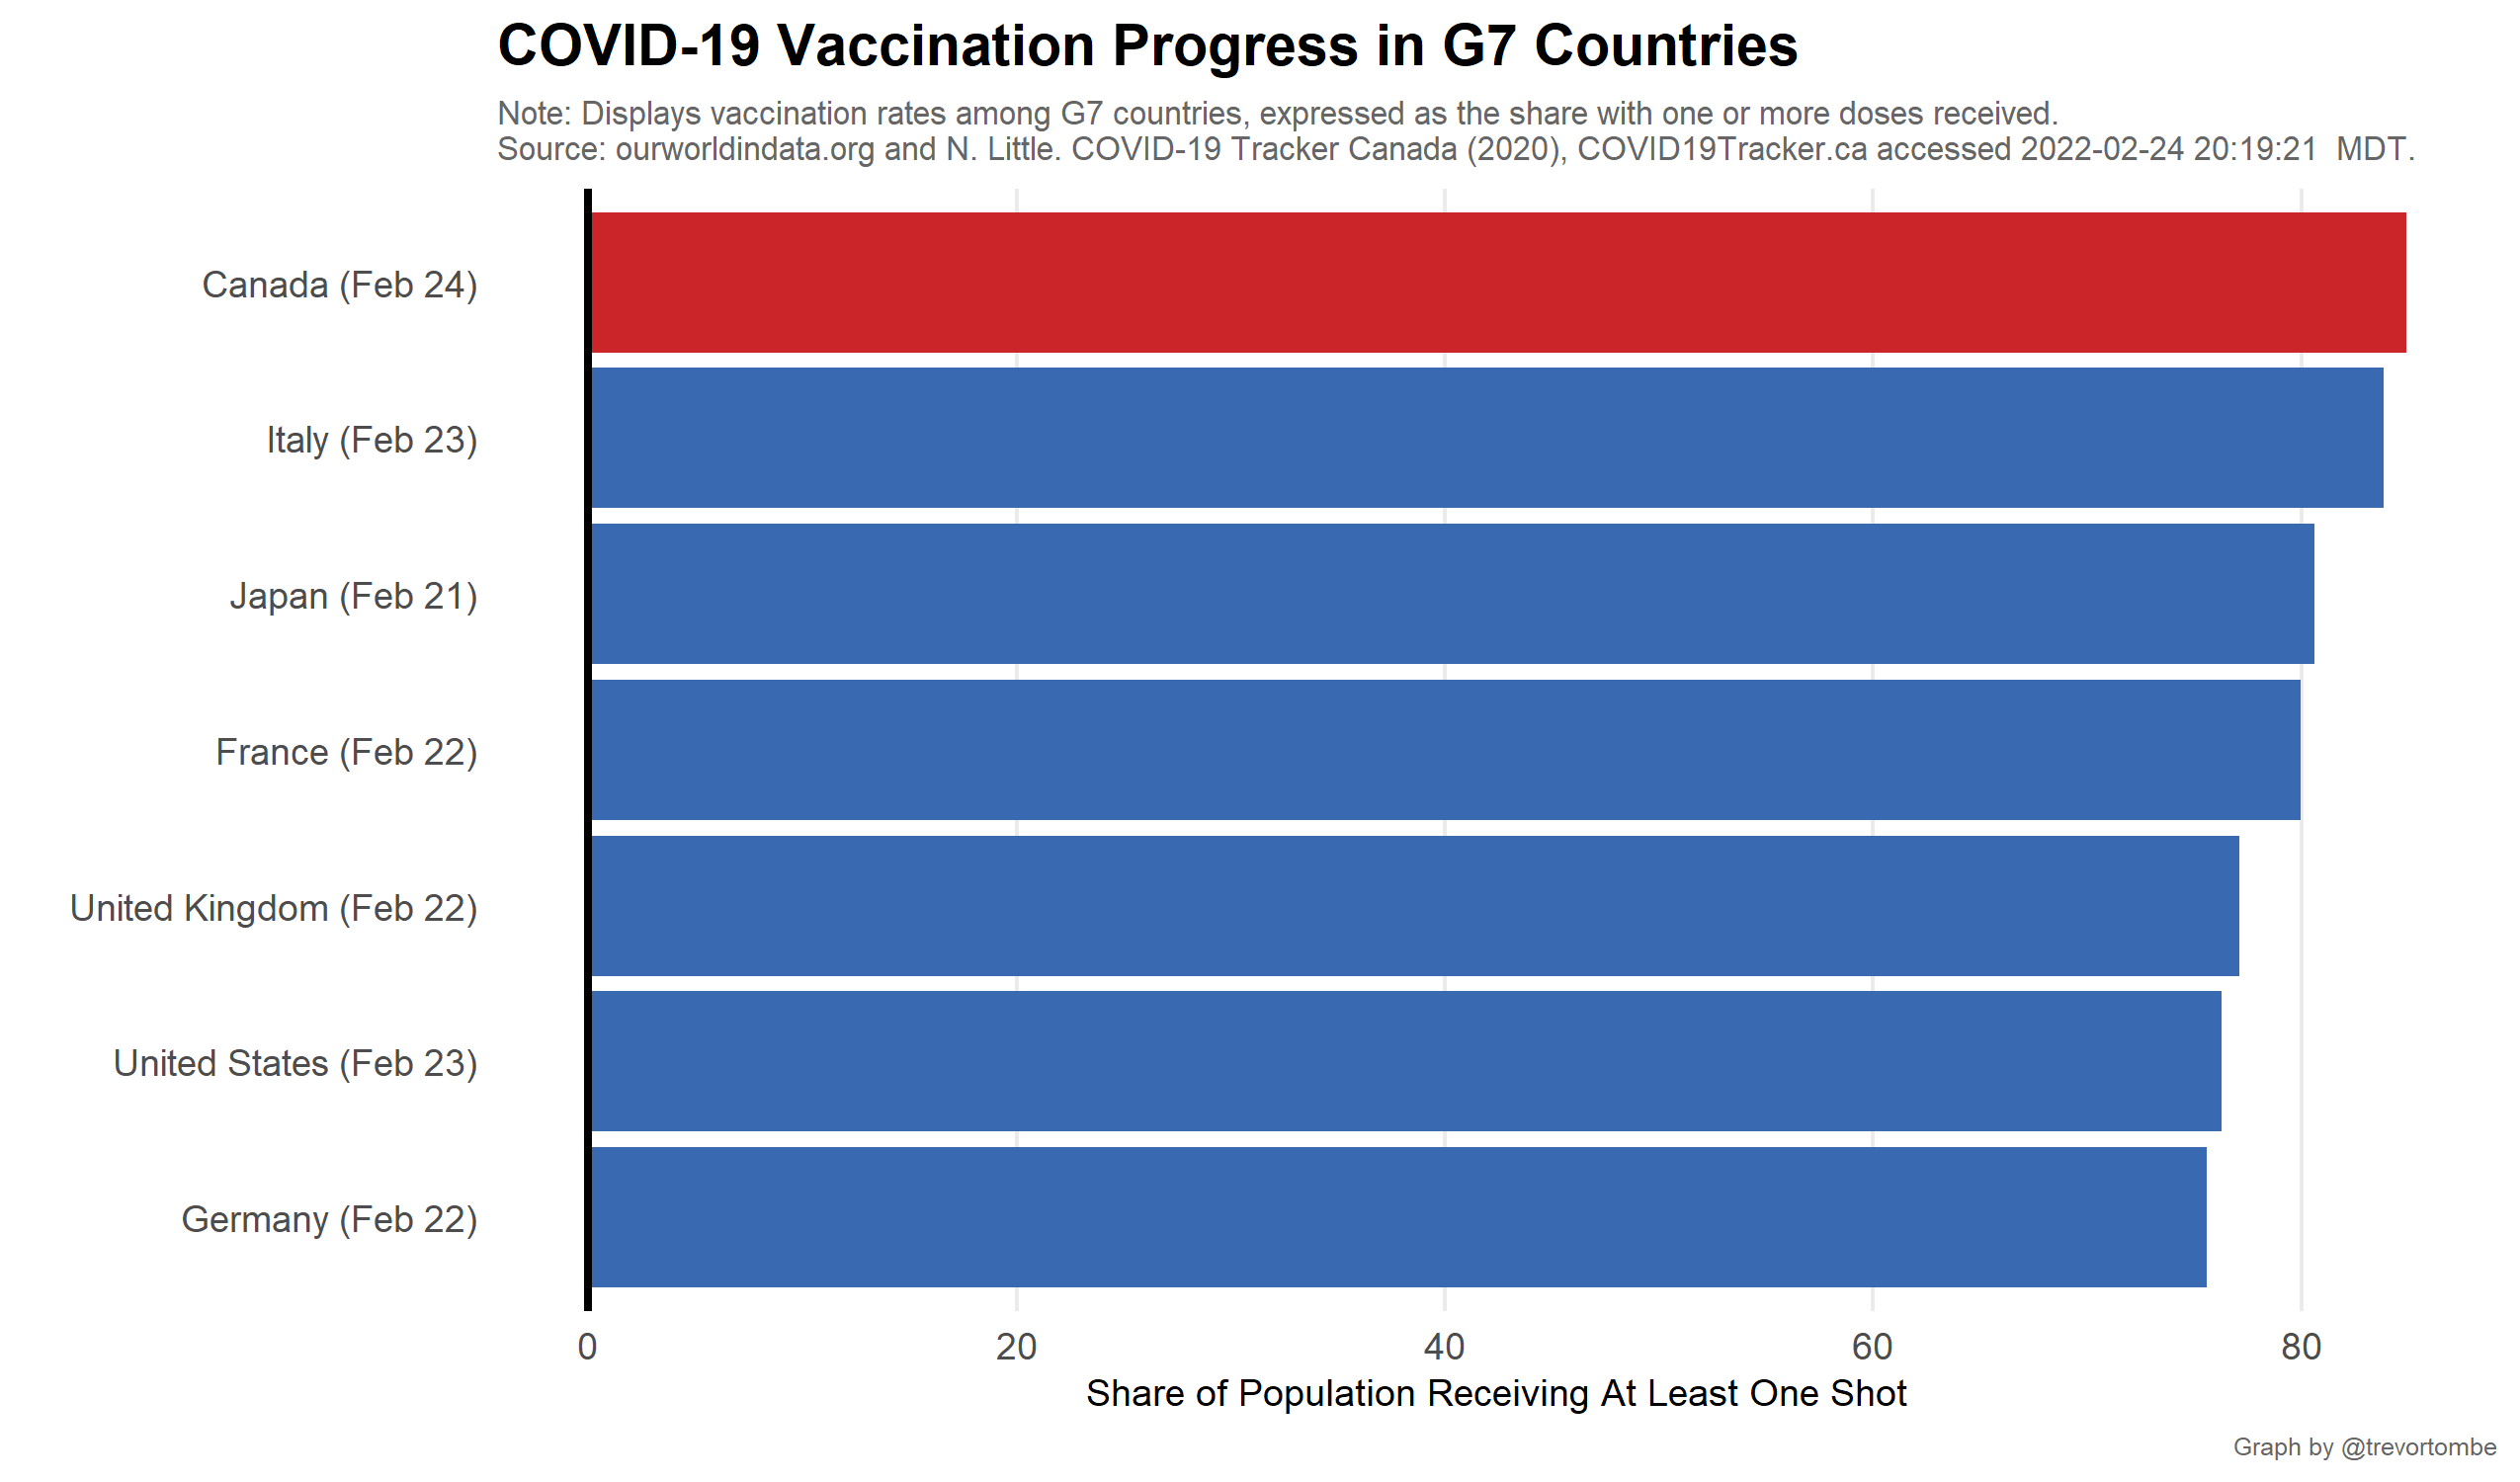 COVID-19 Vaccination Progress in G7 Countries
Note: Displays vaccination rates among G7 countries, expressed as the share with one or more doses received.
Source: ourworldindata.org and N. Little. COVID-19 Tracker Canada (2020), COVID19Tracker.ca accessed 2022-02-24 20:19:21  MDT.
Canada (Feb 24)
Italy (Feb 23)
Japan (Feb 21)
France (Feb 22)
United Kingdom (Feb 22)
United States (Feb 23)
Germany (Feb 22)
0 20 40 60 80
Share of Population Receiving At Least One Shot
Graph by @trevortombe